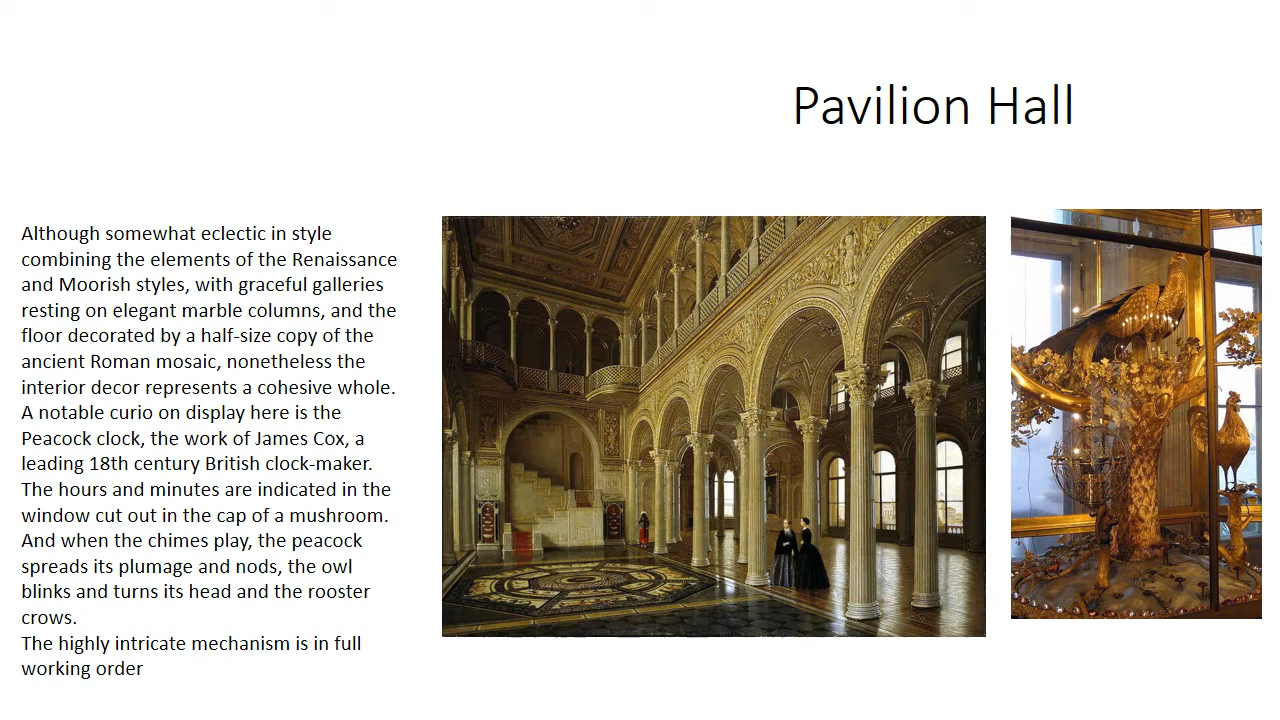 Pavilion Hall
Although somewhat eclectic in style
combining the elements of the Renaissance
and Moorish styles, with graceful galleries
resting on elegant marble columns, and the
floor decorated by a half-size copy of the
ancient Roman mosaic, nonetheless the
interior decor represents a cohesive whole.
A notable curio on display here is the
Peacock clock, the work of James Cox, a
leading 18th century British clock-maker.
The hours and minutes are indicated in the
window cut out in the cap of a mushroom.
And when the chimes play, the peacock
spreads its plumage and nods, the owl
blinks and turns its head and the rooster
crows.
The highly intricate mechanism is in full
working order